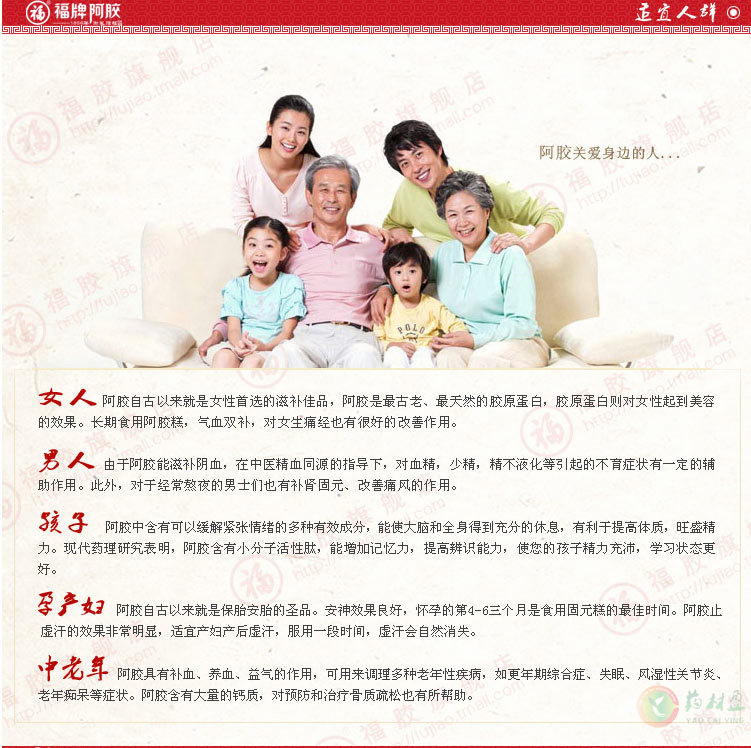 福 福牌阿胶
适宜人群
阿胶关爱身边的人...
女人 阿胶自古以来就是女性首选的滋补佳品，阿胶是最古老、最天然的胶原蛋白，胶原蛋白则对女性起到美容
的效果。长期食用阿胶糕，气血双补，对女生痛经也有很好的改善作用。
男人 由于阿胶能滋补阴血，在中医精血同源的指导下，对血精，少精，精不液化等引起的不育症状有一定的辅
助作用。此外，对于经常熬夜的男士们也有补肾固元、改善痛风的作用。
孩子 阿胶中含有可以缓解紧张情绪的多种有效成分，能使大脑和全身得到充分的休息，有利于提高体质，旺盛精
力。现代药理研究表明，阿胶含有小分子活性肽，能增加记忆力，提高辨识能力，使您的孩子精力充沛，学习状态更
好。
孕产妇 阿胶自古以来就是保胎安胎的圣品。安神效果良好，怀孕的第4-6三个月是食用固元糕的最佳时间。阿胶止
虚汗的效果非常明显，适宜产妇产后虚汗，服用一段时间，虚汗会自然消失。
中老年 阿胶具有补血、养血、益气的作用，可用来调理多种老年性疾病，如更年期综合症、失眠、风湿性关节炎、
老年痴呆等症状。阿胶含有大量的钙质，对预防和治疗骨质疏松也有所帮助。
POLO
福胶旗舰店
http://fujiao.tmall.com
药材盈
YAO CAI YING